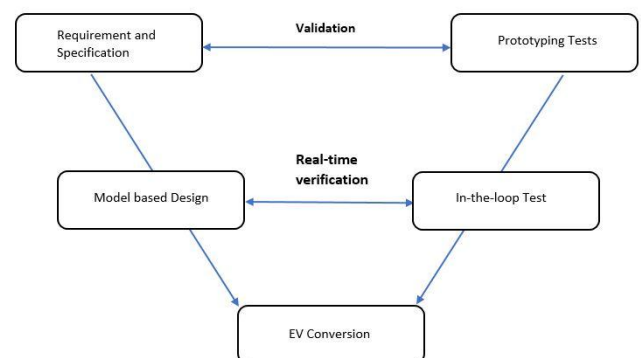 Requirement and
Specification
Validation
Prototyping Tests
Model based Design
Real-time
verification
In-the-loop Test
EV Conversion